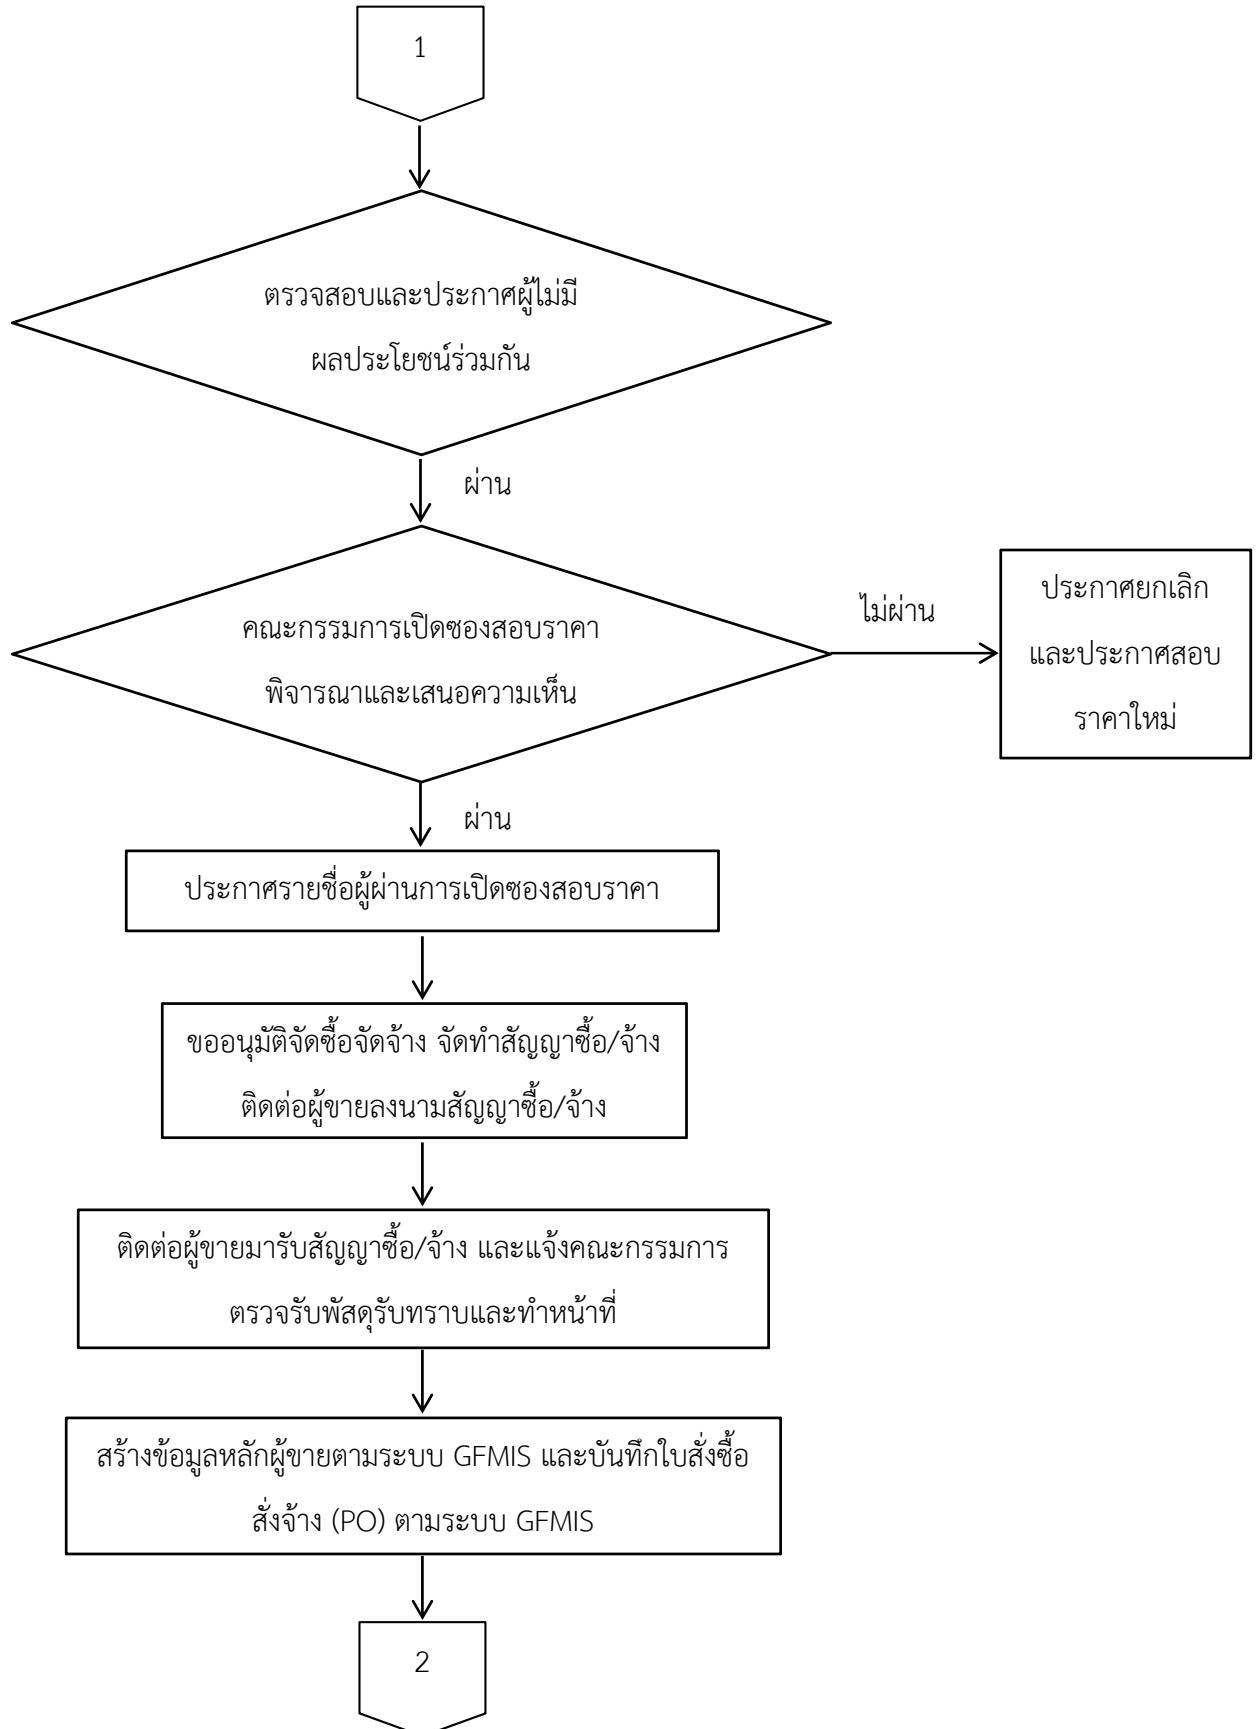 1
ตรวจสอบและประกาศผู้ไม่มี
ผลประโยชน์ร่วมกัน
ผ่าน
คณะกรรมการเปิดซองสอบราคา
พิจารณาและเสนอความเห็น
ไม่ผ่าน
ประกาศยกเลิก
และประกาศสอบ
ราคาใหม่
ผ่าน
ประกาศรายชื่อผู้ผ่านการเปิดซองสอบราคา
ขออนุมัติจัดซื้อจัดจ้าง จัดทำสัญญาซื้อ/จ้าง
ติดต่อผู้ขายลงนามสัญญาซื้อ/จ้าง
ติดต่อผู้ขายมารับสัญญาซื้อ/จ้าง และแจ้งคณะกรรมการ
ตรวจรับพัสดุรับทราบและทำหน้าที่
สร้างข้อมูลหลักผู้ขายตามระบบ GFMIS และบันทึกใบสั่งซื้อ
สั่งจ้าง (PO) ตามระบบ GFMIS
2